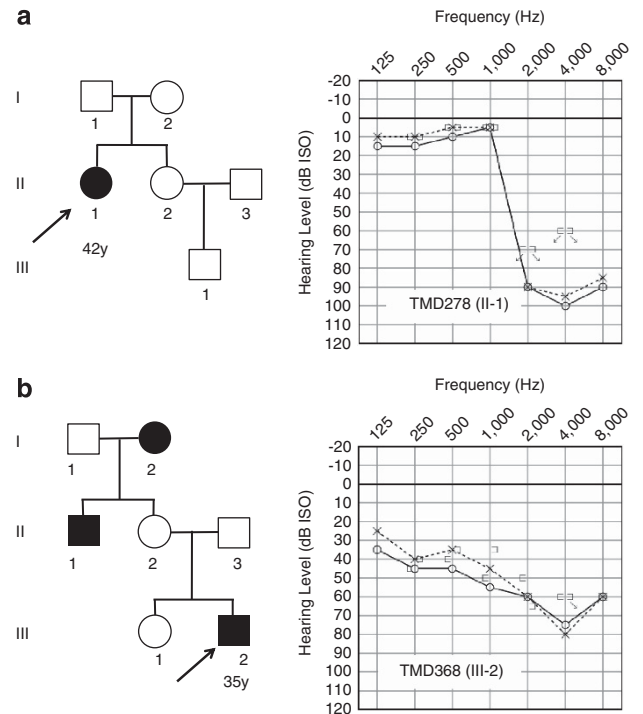 a
I
1 2
II
1 2 3
42y
III
1
Frequency (Hz)
125 250 500 1,000 2,000 4,000 8,000
Hearing Level (dB ISO)
-20
-10
0
10
20
30
40
50
60
70
80
90
100
110
120
TMD278 (II-1)
b
I
1 2
II
1 2 3
III
1 2
35y
Frequency (Hz)
125 250 500 1,000 2,000 4,000 8,000
Hearing Level (dB ISO)
-20
-10
0
10
20
30
40
50
60
70
80
90
100
110
120
TMD368 (III-2)